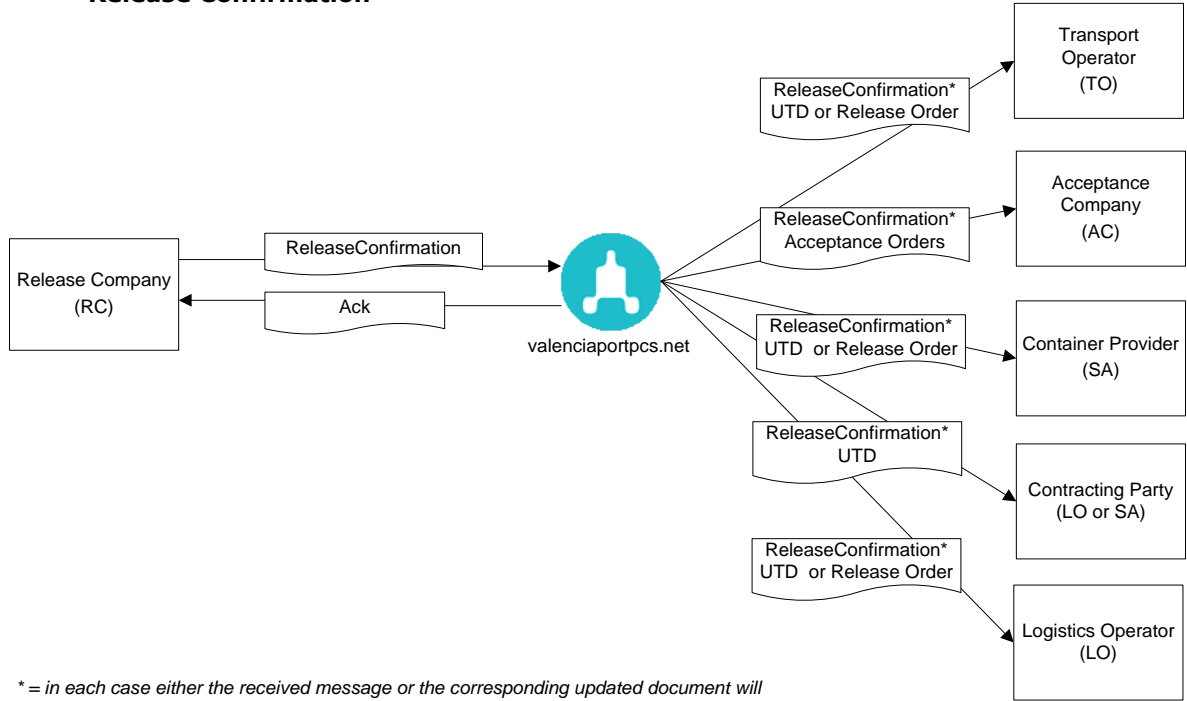 Release Confirmation
Transport
Operator
(TO)
ReleaseConfirmation*
UTD or Release Order
Acceptance
Company
(AC)
ReleaseConfirmation*
Acceptance Orders
Release Company
(RC)
ReleaseConfirmation
Ack
valenciaportpcs.net
ReleaseConfirmation*
UTD or Release Order
Container Provider
(SA)
ReleaseConfirmation*
UTD
Contracting Party
(LO or SA)
ReleaseConfirmation*
UTD or Release Order
Logistics Operator
(LO)
* = in each case either the received message or the corresponding updated document will